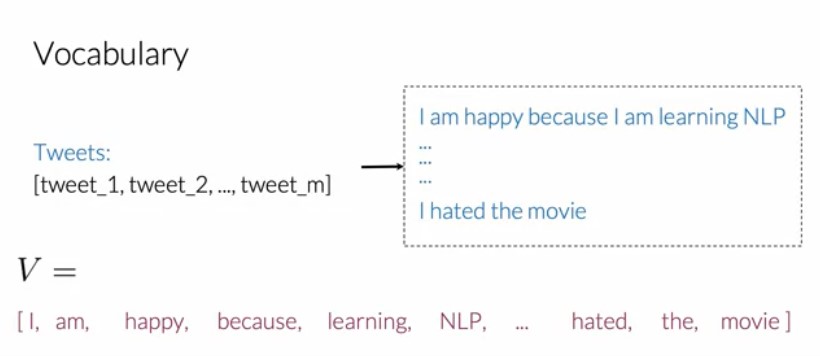 Vocabulary
I am happy because I am learning NLP
...
...
...
I hated the movie
Tweets:
[tweet_1, tweet_2, ..., tweet_m]
V =
[ I, am, happy, because, learning, NLP, ... hated, the, movie ]